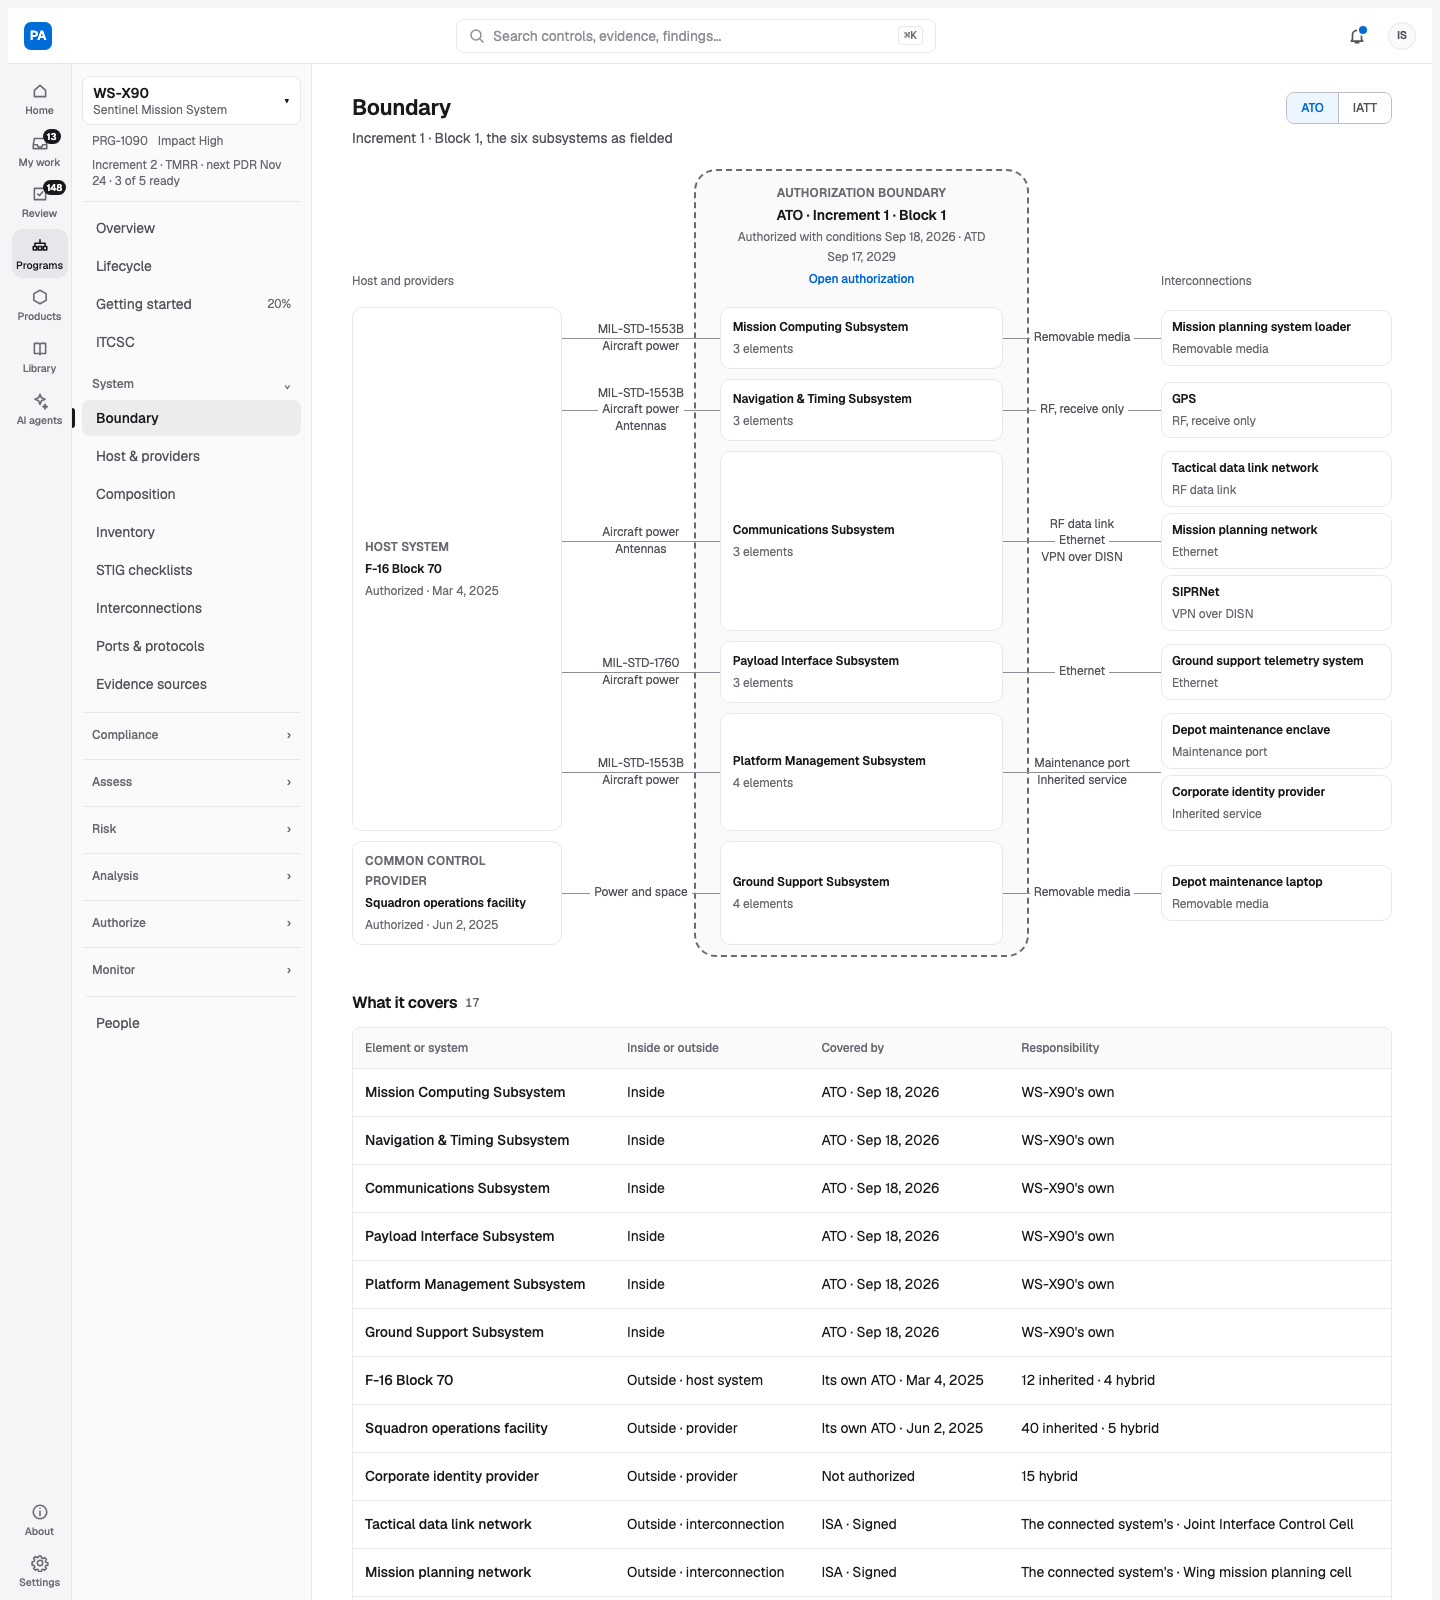 PA
Search controls, evidence, findings...
⌘K
IS
Home
13
My work
148
Review
Programs
Products
Library
AI agents
About
Settings
WS-X90
Sentinel Mission System
PRG-1090 Impact High
Increment 2 · TMRR · next PDR Nov
24 · 3 of 5 ready
Overview
Lifecycle
Getting started 20%
ITCSC
System
Boundary
Host & providers
Composition
Inventory
STIG checklists
Interconnections
Ports & protocols
Evidence sources
Compliance
Assess
Risk
Analysis
Authorize
Monitor
People
Boundary
Increment 1 · Block 1, the six subsystems as fielded
ATO IATT
AUTHORIZATION BOUNDARY
ATO · Increment 1 · Block 1
Authorized with conditions Sep 18, 2026 · ATD
Sep 17, 2029
Open authorization
Host and providers
Interconnections
HOST SYSTEM
F-16 Block 70
Authorized · Mar 4, 2025
COMMON CONTROL
PROVIDER
Squadron operations facility
Authorized · Jun 2, 2025
MIL-STD-1553B
Aircraft power
MIL-STD-1553B
Aircraft power
Antennas
Aircraft power
Antennas
MIL-STD-1760
Aircraft power
MIL-STD-1553B
Aircraft power
Power and space
Mission Computing Subsystem
3 elements
Navigation & Timing Subsystem
3 elements
Communications Subsystem
3 elements
Payload Interface Subsystem
3 elements
Platform Management Subsystem
4 elements
Ground Support Subsystem
4 elements
Removable media
RF, receive only
RF data link
Ethernet
VPN over DISN
Ethernet
Maintenance port
Inherited service
Removable media
Mission planning system loader
Removable media
GPS
RF, receive only
Tactical data link network
RF data link
Mission planning network
Ethernet
SIPRNet
VPN over DISN
Ground support telemetry system
Ethernet
Depot maintenance enclave
Maintenance port
Corporate identity provider
Inherited service
Depot maintenance laptop
Removable media
What it covers 17
Element or system Inside or outside Covered by Responsibility
Mission Computing Subsystem Inside ATO · Sep 18, 2026 WS-X90's own
Navigation & Timing Subsystem Inside ATO · Sep 18, 2026 WS-X90's own
Communications Subsystem Inside ATO · Sep 18, 2026 WS-X90's own
Payload Interface Subsystem Inside ATO · Sep 18, 2026 WS-X90's own
Platform Management Subsystem Inside ATO · Sep 18, 2026 WS-X90's own
Ground Support Subsystem Inside ATO · Sep 18, 2026 WS-X90's own
F-16 Block 70 Outside · host system Its own ATO · Mar 4, 2025 12 inherited · 4 hybrid
Squadron operations facility Outside · provider Its own ATO · Jun 2, 2025 40 inherited · 5 hybrid
Corporate identity provider Outside · provider Not authorized 15 hybrid
Tactical data link network Outside · interconnection ISA · Signed The connected system's · Joint Interface Control Cell
Mission planning network Outside · interconnection ISA · Signed The connected system's · Wing mission planning cell